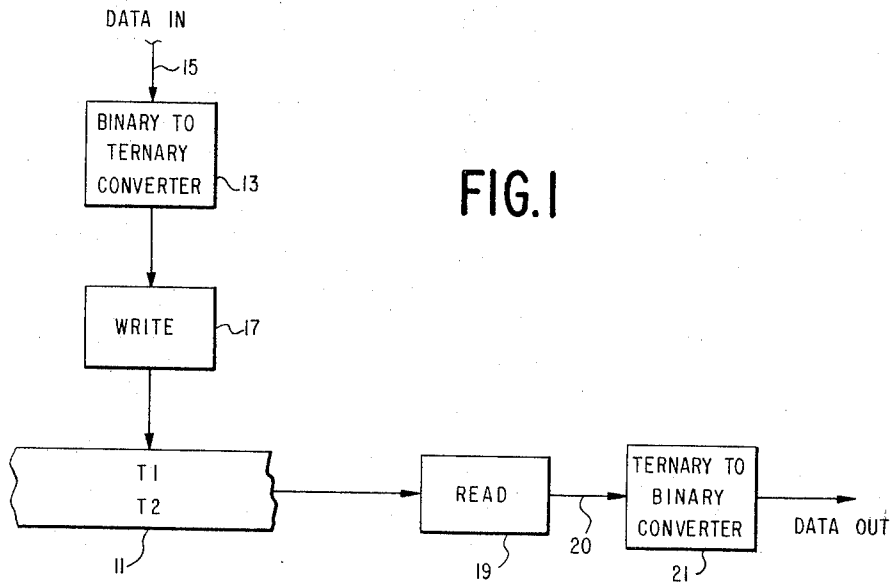 DATA IN
15
BINARY TO
TERNARY
CONVERTER
13
FIG.1
WRITE
17
T1
T2
11
READ
19
20
TERNARY TO
BINARY
CONVERTER
21
DATA OUT